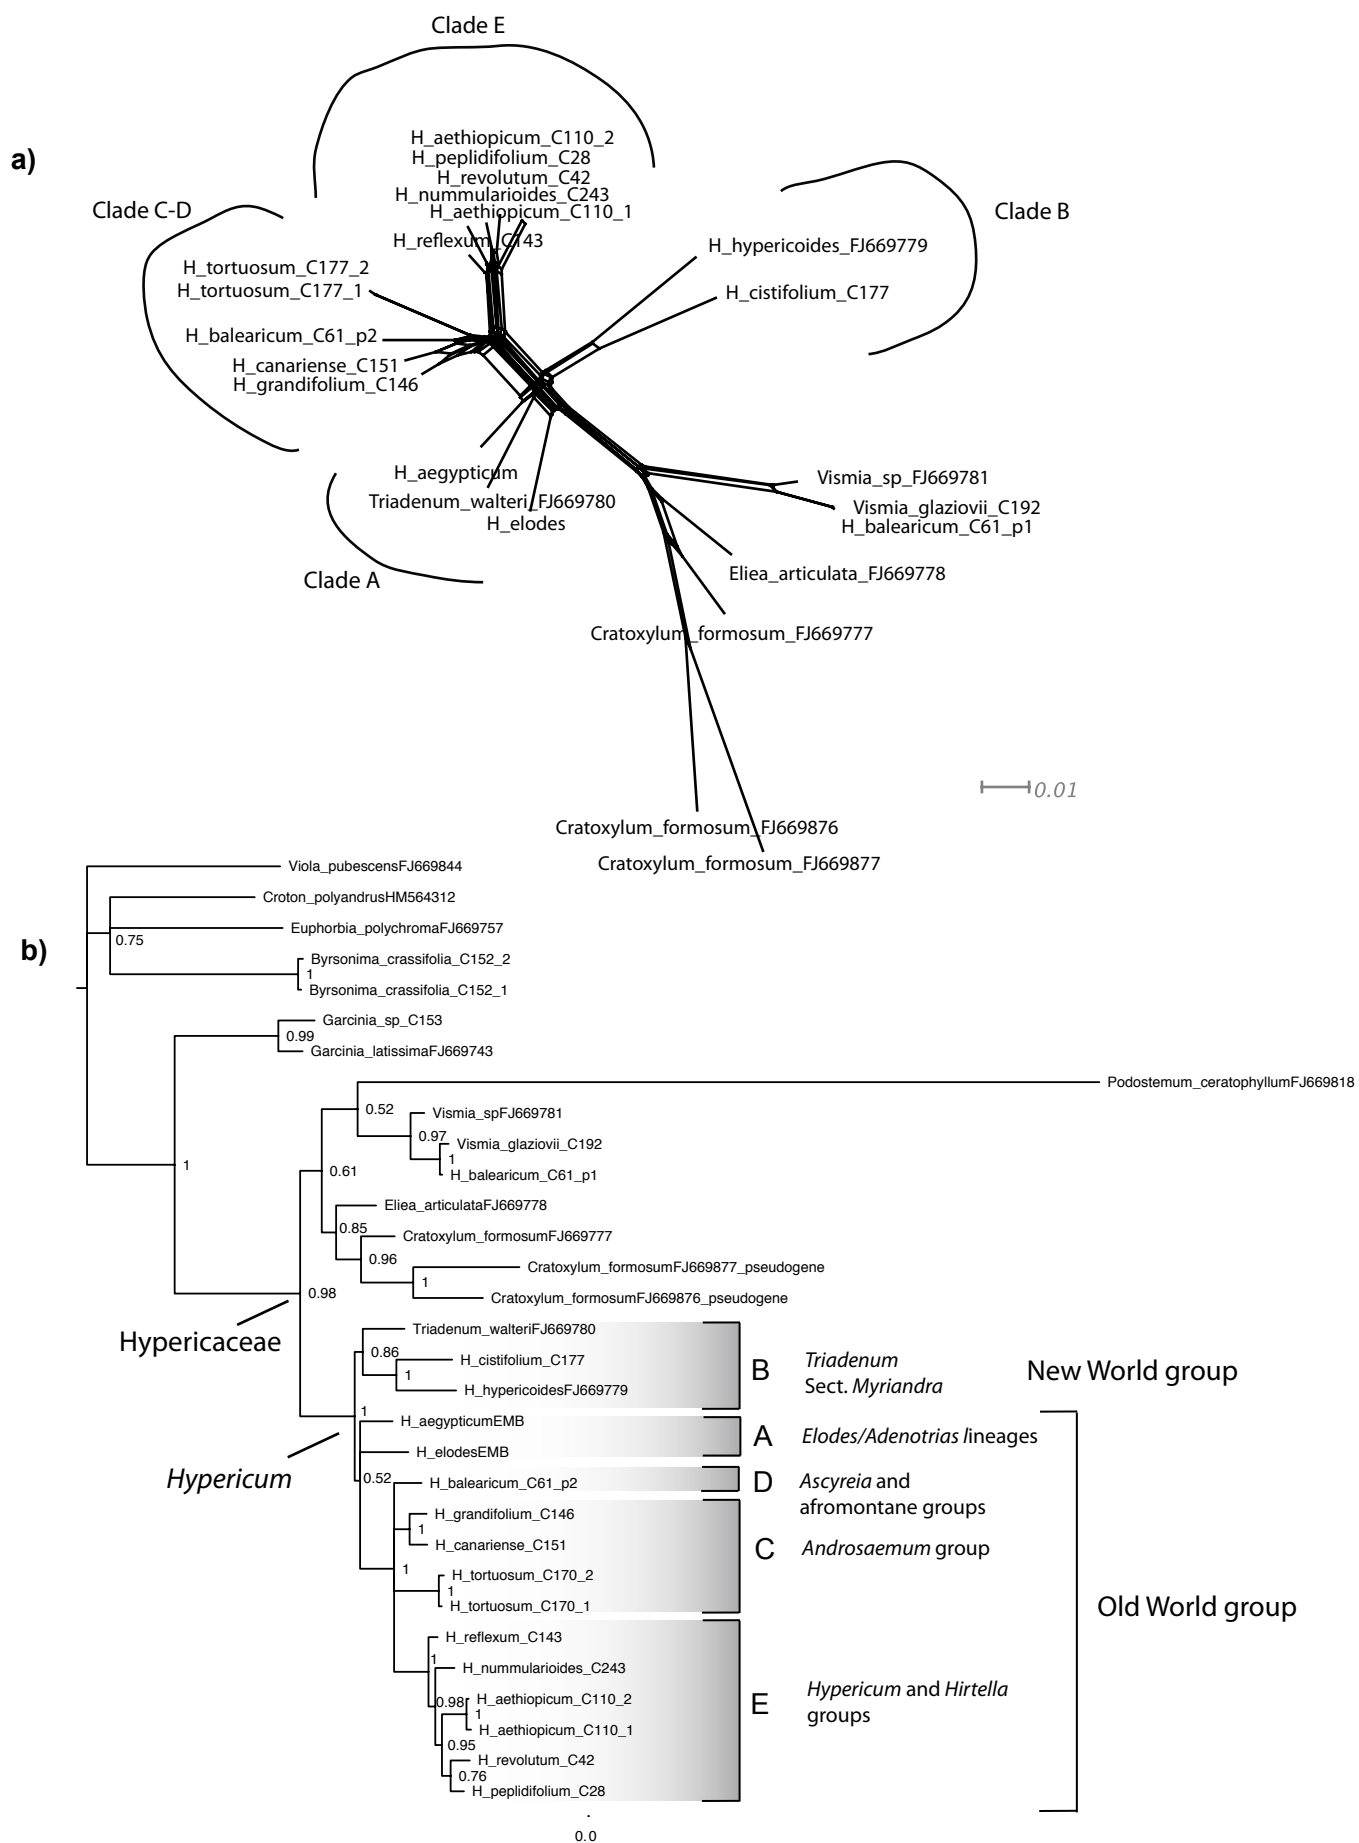 Clade E
a)
H_aethiopicum_C110_2
H_peplidifolium_C28
H_revolutum_C42
H_nummularioides_C243
H_aethiopicum_C110_1
H_reflexum_C143
Clade C-D
H_tortuosum_C177_2
H_tortuosum_C177_1
H_balearicum_C61_p2
H_canariense_C151
H_grandifolium_C146
Clade B
H_hypericoides_FJ669779
H_cistifolium_C177
H_aegypticum
Triadenum_walteri_FJ669780
H_elodes
Clade A
Vismia_sp_FJ669781
Vismia_glaziovii_C192
H_balearicum_C61_p1
Eliea_articulata_FJ669778
Cratoxylum_formosum_FJ669777
0.01
Cratoxylum_formosum_FJ669876
Cratoxylum_formosum_FJ669877
b)
Viola_pubescensFJ669844
Croton_polyandrusHM564312
Euphorbia_polychromaFJ669757
0.75
Byrsonima_crassifolia_C152_2
1
Byrsonima_crassifolia_C152_1
Garcinia_sp_C153
0.99
Garcinia_latissimaFJ669743
Podostemum_ceratophyllumFJ669818
0.52
Vismia_spFJ669781
0.97
Vismia_glaziovii_C192
1
H_balearicum_C61_p1
1
0.61
Eliea_articulataFJ669778
0.85
Cratoxylum_formosumFJ669777
0.96
Cratoxylum_formosumFJ669877_pseudogene
1
Cratoxylum_formosumFJ669876_pseudogene
0.98
Hypericaceae
Triadenum_walteriFJ669780
0.86
H_cistifolium_C177
1
H_hypericoidesFJ669779
B
Triadenum
Sect. Myriandra
New World group
1
H_aegypticumEMB
H_elodesEMB
A
Elodes/Adenotrias lineages
Hypericum
0.52
H_balearicum_C61_p2
D
Ascyreia and
afromontane groups
H_grandifolium_C146
1
H_canariense_C151
C
Androsaemum group
1
H_tortuosum_C170_2
1
H_tortuosum_C170_1
Old World group
H_reflexum_C143
1
H_nummularioides_C243
0.98
H_aethiopicum_C110_2
1
H_aethiopicum_C110_1
0.95
H_revolutum_C42
0.76
H_peplidifolium_C28
E
Hypericum and Hirtella
groups
0.0